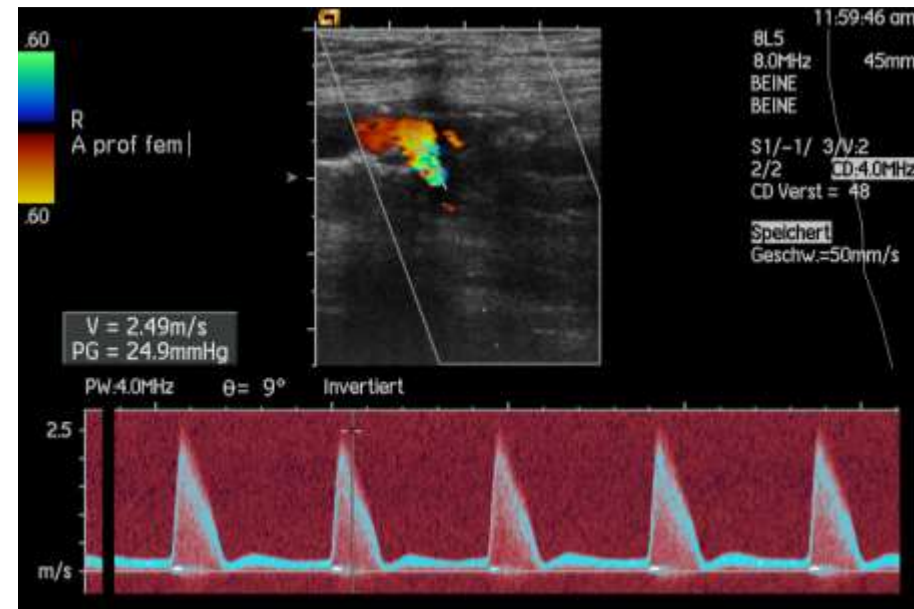 11:59:46 am
8L5
8.0MHz 45mm
BEINE
BEINE
S1/-1/ 3/V:2
2/2 CD:4.0MHz
CD Verst = 48
Speichert
Geschw.=50mm/s
.60
R
A prof fem
.60
V = 2.49m/s
PG = 24.9mmHg
PW:4.0MHz θ= 9° Invertiert
2.5
m/s